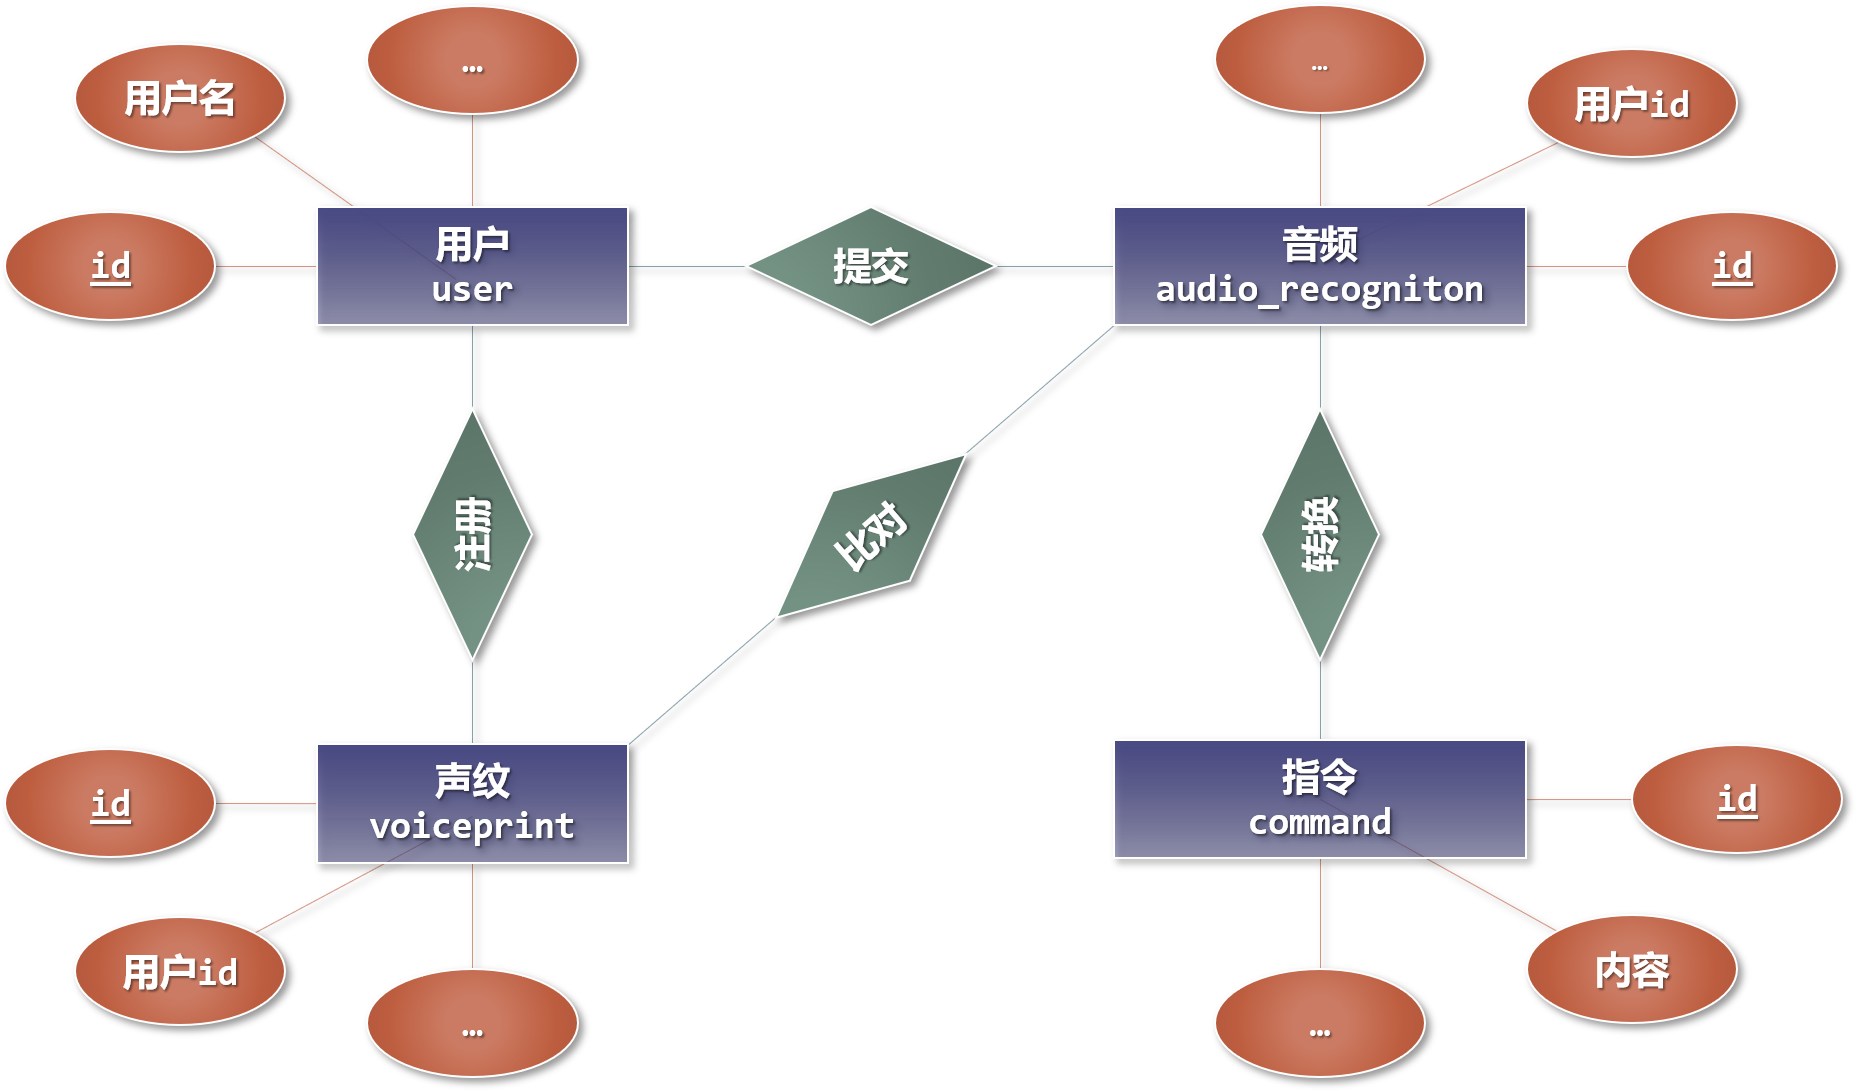 …
…
用户名
用户id
用户
user
提交
音频
audio_recogniton
id
id
注册
比对
转换
声纹
voiceprint
指令
command
id
id
用户id
内容
…
…